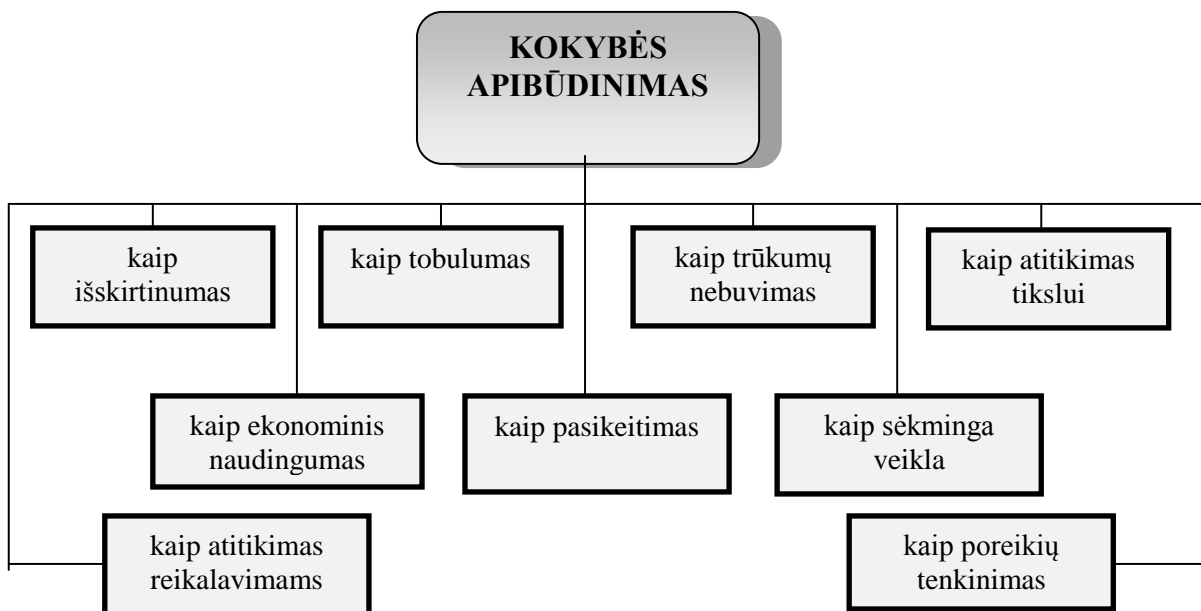 KOKYBĖS
APIBŪDINIMAS
kaip
išskirtinumas
kaip tobulumas
kaip trūkumų
nebuvimas
kaip atitikimas
tikslui
kaip ekonominis
naudingumas
kaip pasikeitimas
kaip sėkminga
veikla
kaip atitikimas
reikalavimams
kaip poreikių
tenkinimas